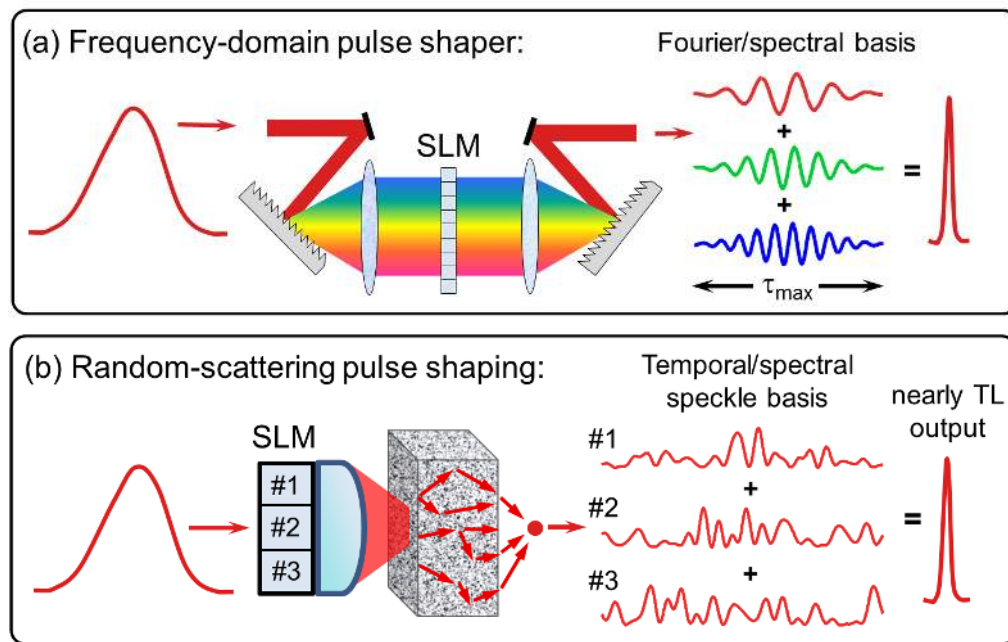 (a) Frequency-domain pulse shaper:
Fourier/spectral basis
SLM
+
+
=
τmax
(b) Random-scattering pulse shaping:
Temporal/spectral
speckle basis
nearly TL
output
SLM
#1
#2
#3
#1
+
#2
+
#3
=